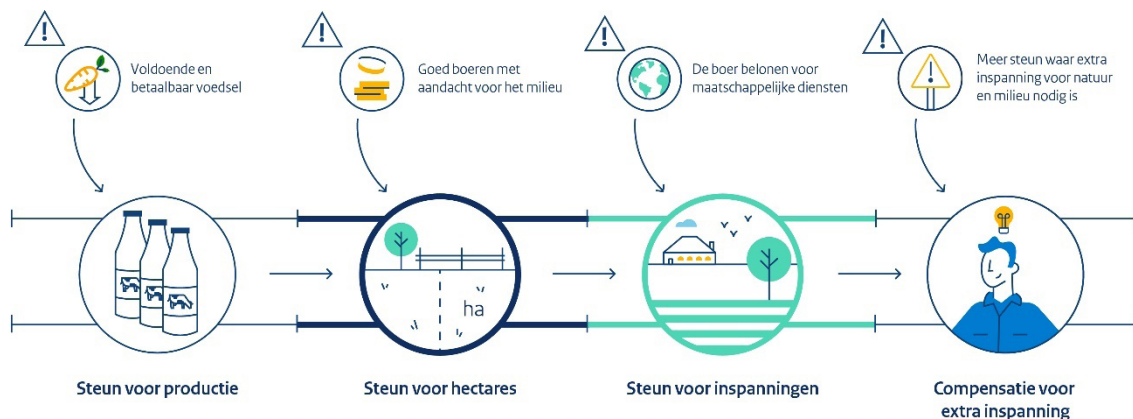 Voldoende en
betaalbaar voedsel
Goed boeren met
aandacht voor het milieu
De boer belonen voor
maatschappelijke diensten
Meer steun waar extra
inspanning voor natuur
en milieu nodig is
ha
Steun voor productie
Steun voor hectares
Steun voor inspanningen
Compensatie voor
extra inspanning